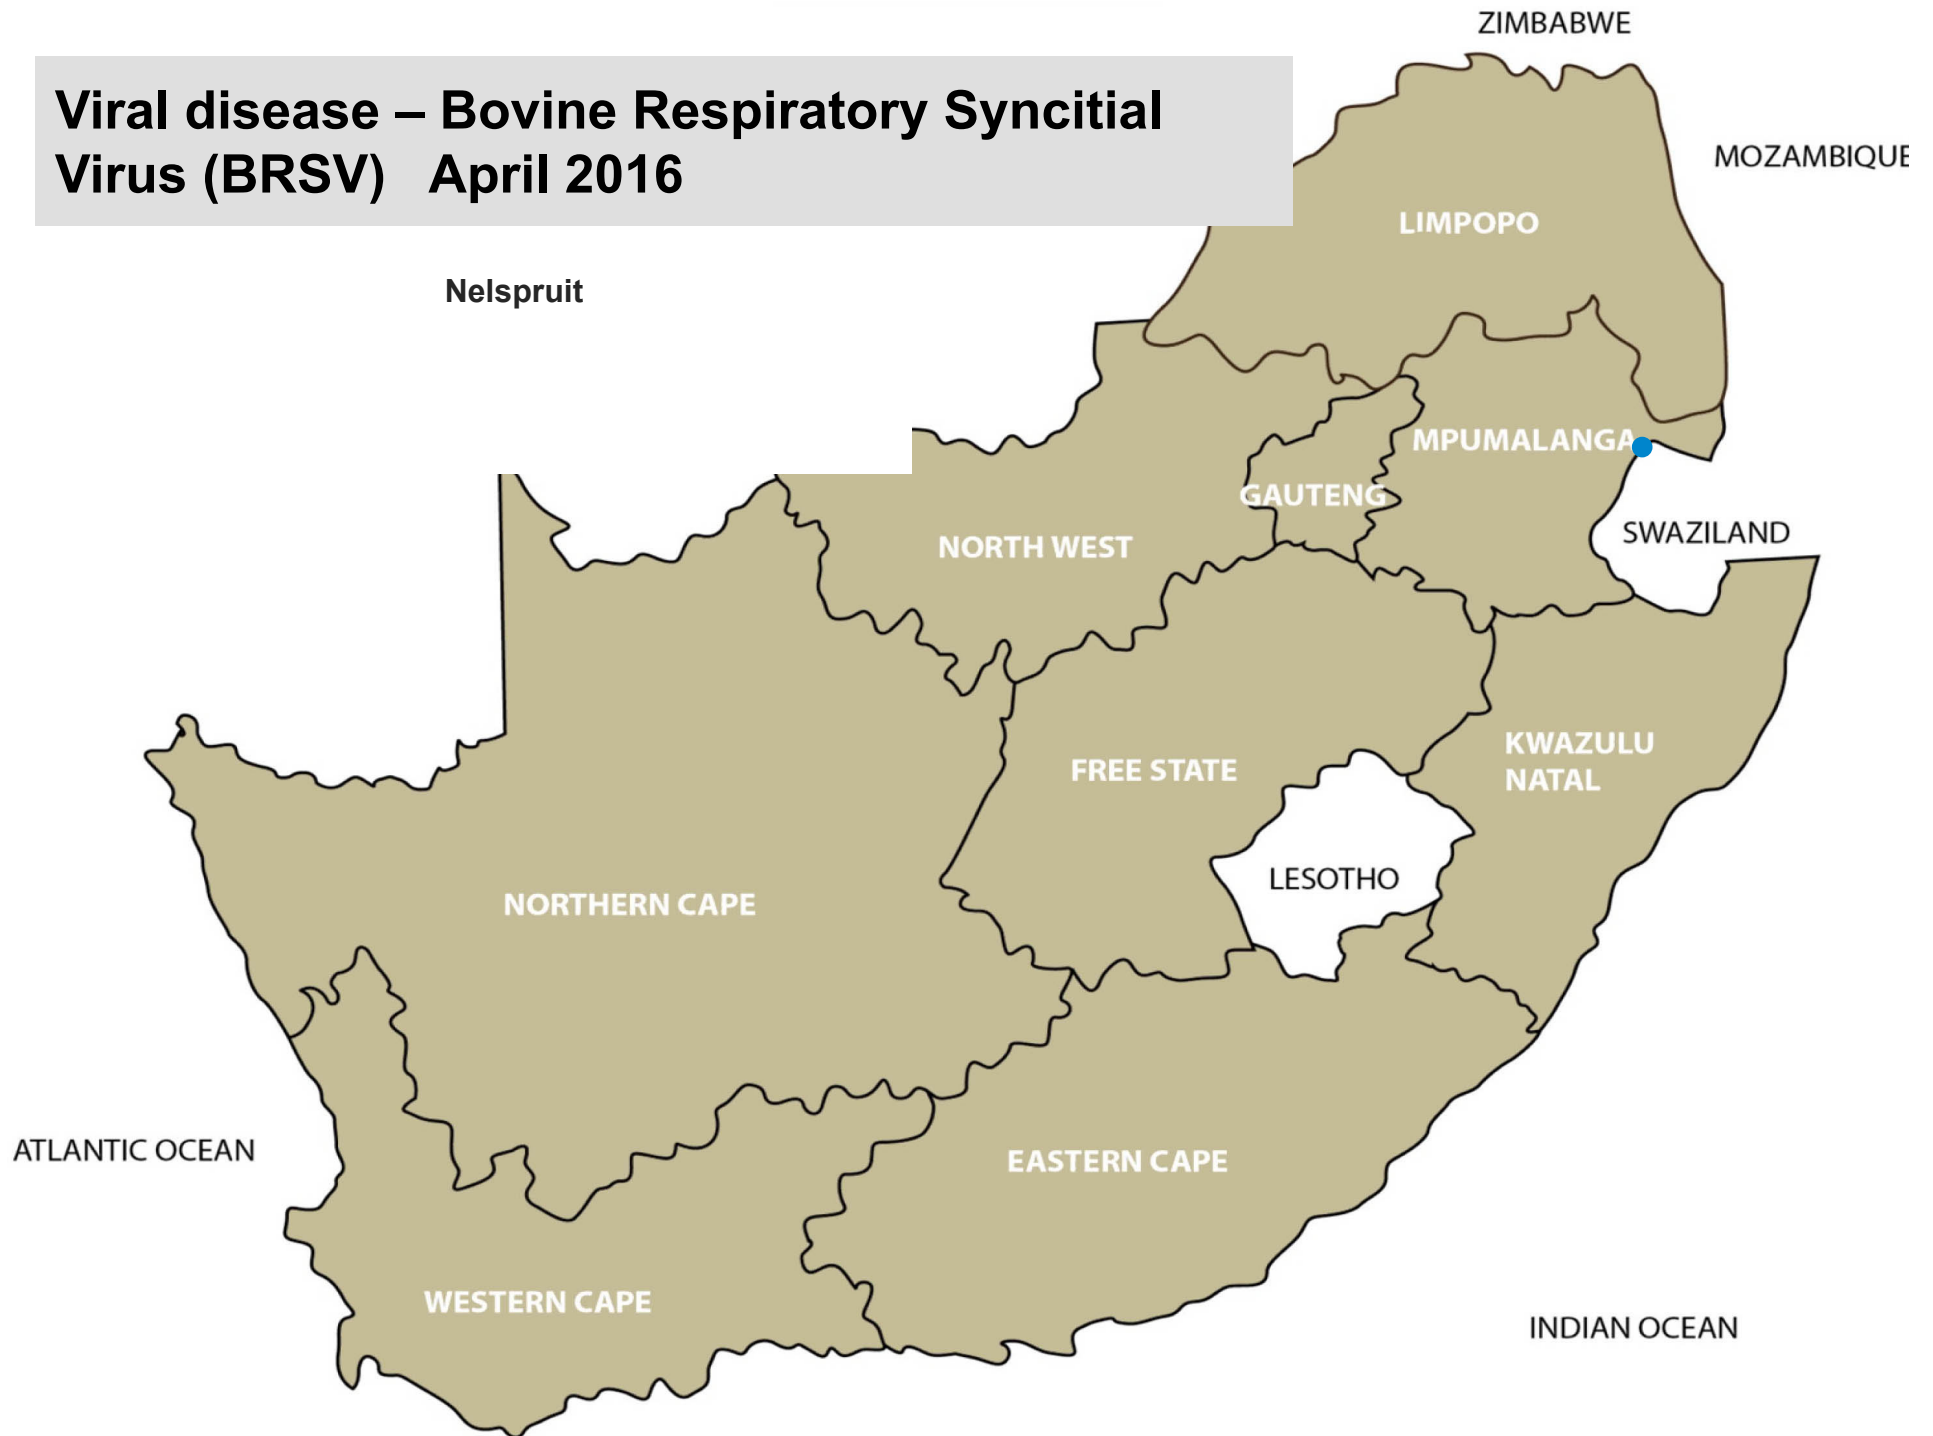 ZIMBABWE
Viral disease – Bovine Respiratory Syncitial
Virus (BRSV) April 2016
MOZAMBIQUE
LIMPOPO
Nelspruit
MPUMALANGA
GAUTENG
SWAZILAND
NORTH WEST
KWAZULU
NATAL
FREE STATE
LESOTHO
NORTHERN CAPE
ATLANTIC OCEAN
EASTERN CAPE
WESTERN CAPE
INDIAN OCEAN